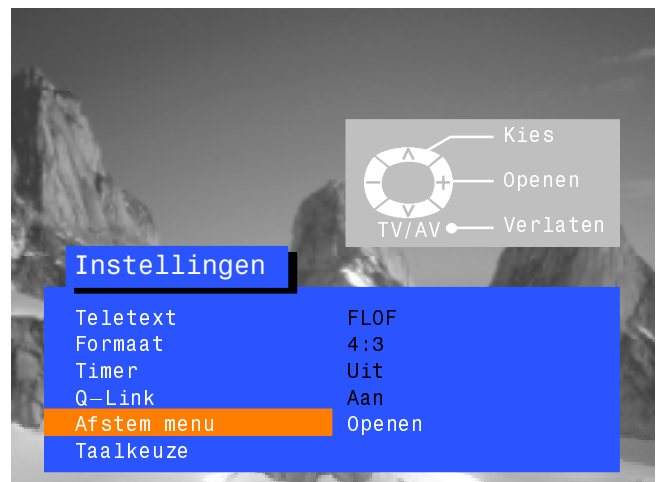 Kies
Openen
TV/AV Verlaten
Instellingen
Teletext FLOF
Formaat 4:3
Timer Uit
Q-Link Aan
Afstem menu Openen
Taalkeuze